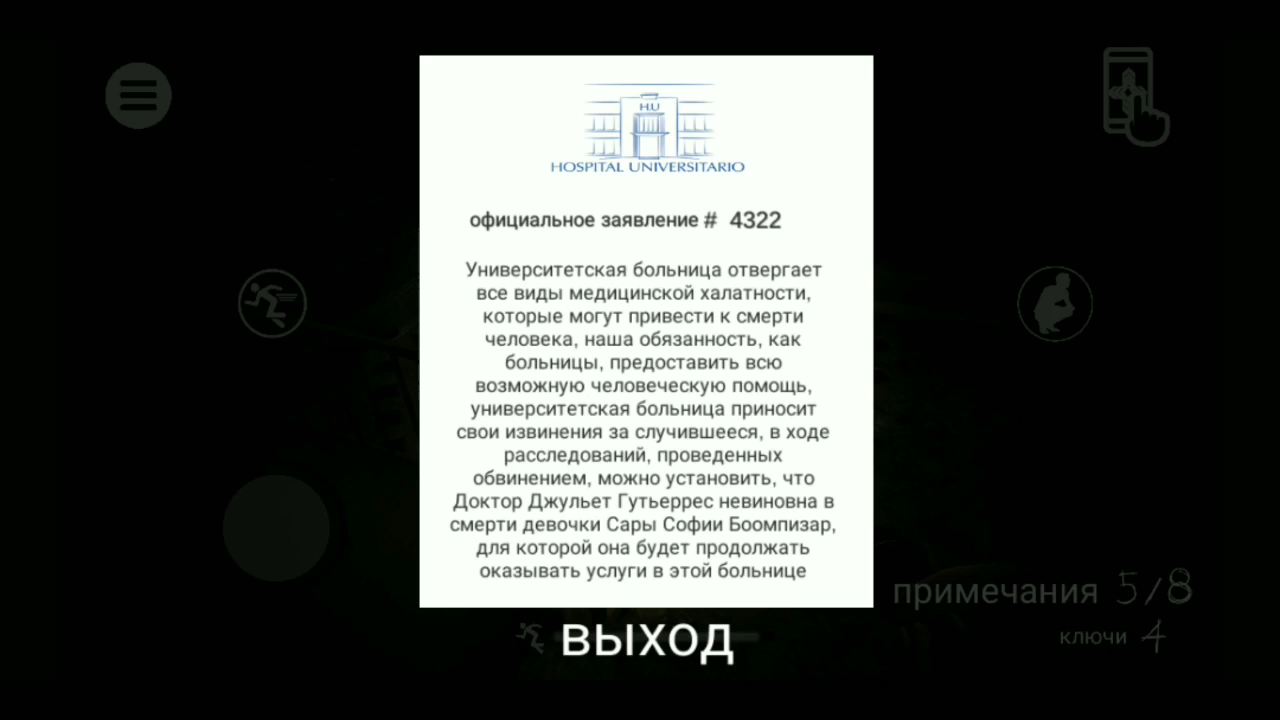 H.U
HOSPITAL UNIVERSITARIO
официальное заявление # 4322
Университетская больница отвергает
все виды медицинской халатности,
которые могут привести к смерти
человека, наша обязанность, как
больницы, предоставить всю
возможную человеческую помощь,
университетская больница приносит
свои извинения за случившееся, в ходе
расследований, проведенных
обвинением, можно установить, что
Доктор Джульет Гутьеррес невиновна в
смерти девочки Сары Софии Боомпизар,
для которой она будет продолжать
оказывать услуги в этой больнице
примечания 5/8
ключи 4
выход